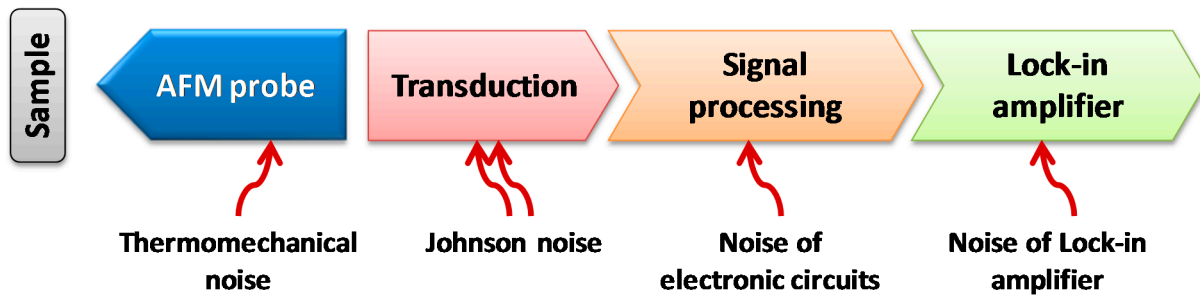 Sample
AFM probe
Transduction
Signal
processing
Lock-in
amplifier
Thermomechanical
noise
Johnson noise
Noise of
electronic circuits
Noise of Lock-in
amplifier